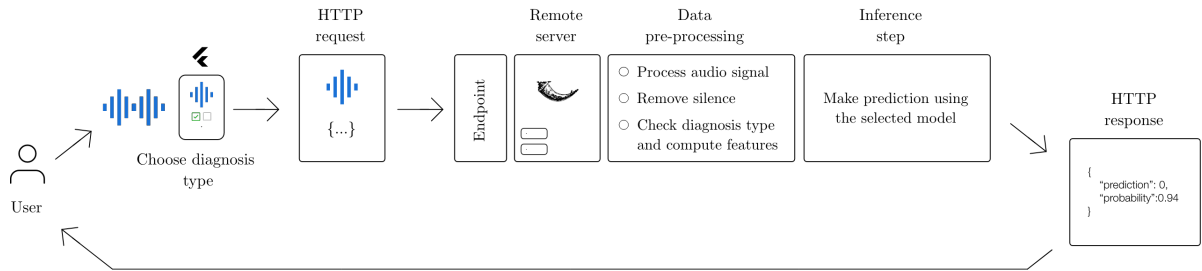 HTTP
request
Remote
server
Data
pre-processing
Inference
step
Endpoint
{...}
Process audio signal
Remove silence
Check diagnosis type
and compute features
Make prediction using
the selected model
HTTP
response
{
“prediction”: 0,
“probability”:0.94
}
Choose diagnosis
type
User